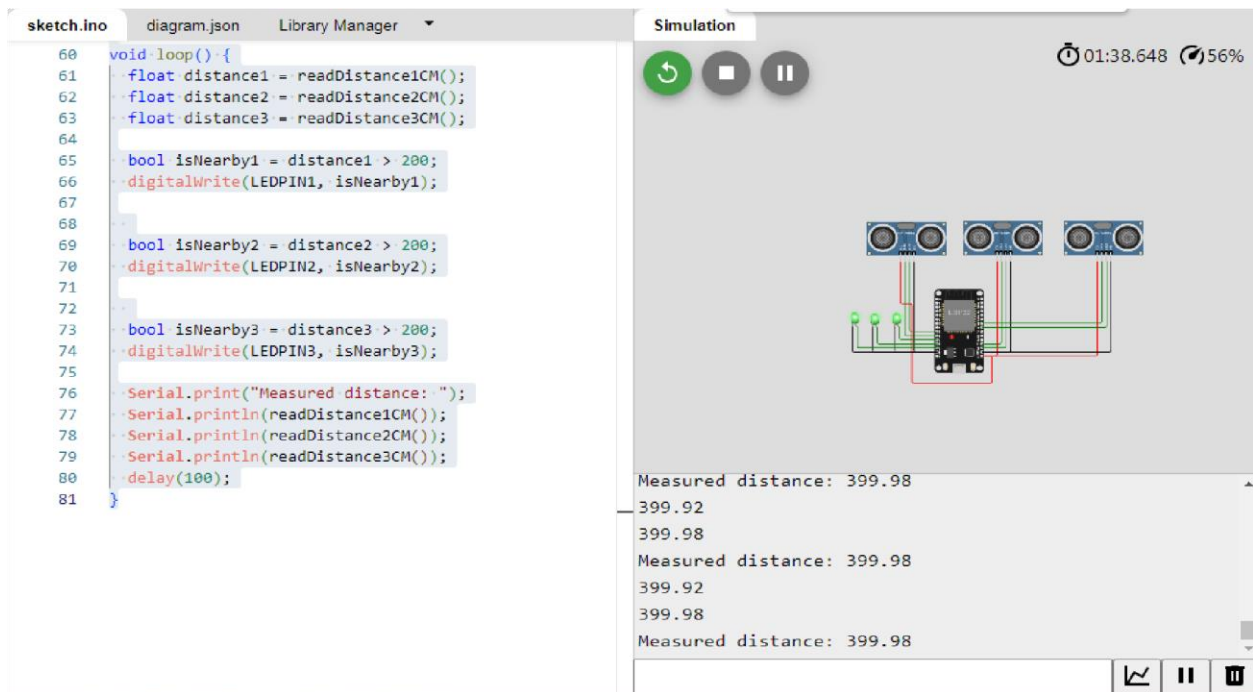 sketch.ino diagram.json Library Manager
60 void loop() {
61 float distance1 = readDistance1CM();
62 float distance2 = readDistance2CM();
63 float distance3 = readDistance3CM();
64
65 bool isNearby1 = distance1 > 200;
66 digitalWrite(LEDPIN1, isNearby1);
67
68
69 bool isNearby2 = distance2 > 200;
70 digitalWrite(LEDPIN2, isNearby2);
71
72
73 bool isNearby3 = distance3 > 200;
74 digitalWrite(LEDPIN3, isNearby3);
75
76 Serial.print("Measured distance: ");
77 Serial.println(readDistance1CM());
78 Serial.println(readDistance2CM());
79 Serial.println(readDistance3CM());
80 delay(100);
81 }
Simulation
01:38.648 56%
Measured distance: 399.98
399.92
399.98
Measured distance: 399.98
399.92
399.98
Measured distance: 399.98